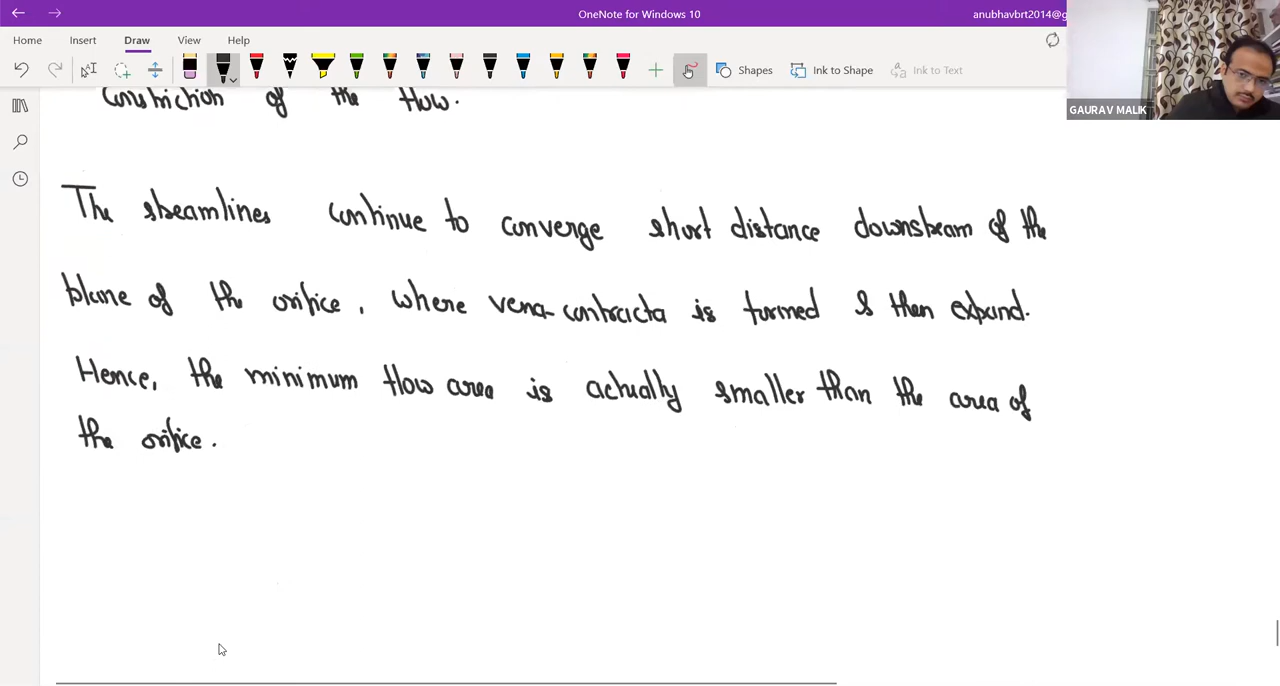 OneNote for Windows 10
anubhavbrt2014@g
Home Insert Draw View Help
Shapes Ink to Shape Ink to Text
GAURAV MALIK
Constriction of the flow.
The streamlines continue to converge short distance downstream of the
plane of the orifice, where vena-contracta is formed & then expand.
Hence, the minimum flow area is actually smaller than the area of
the orifice.